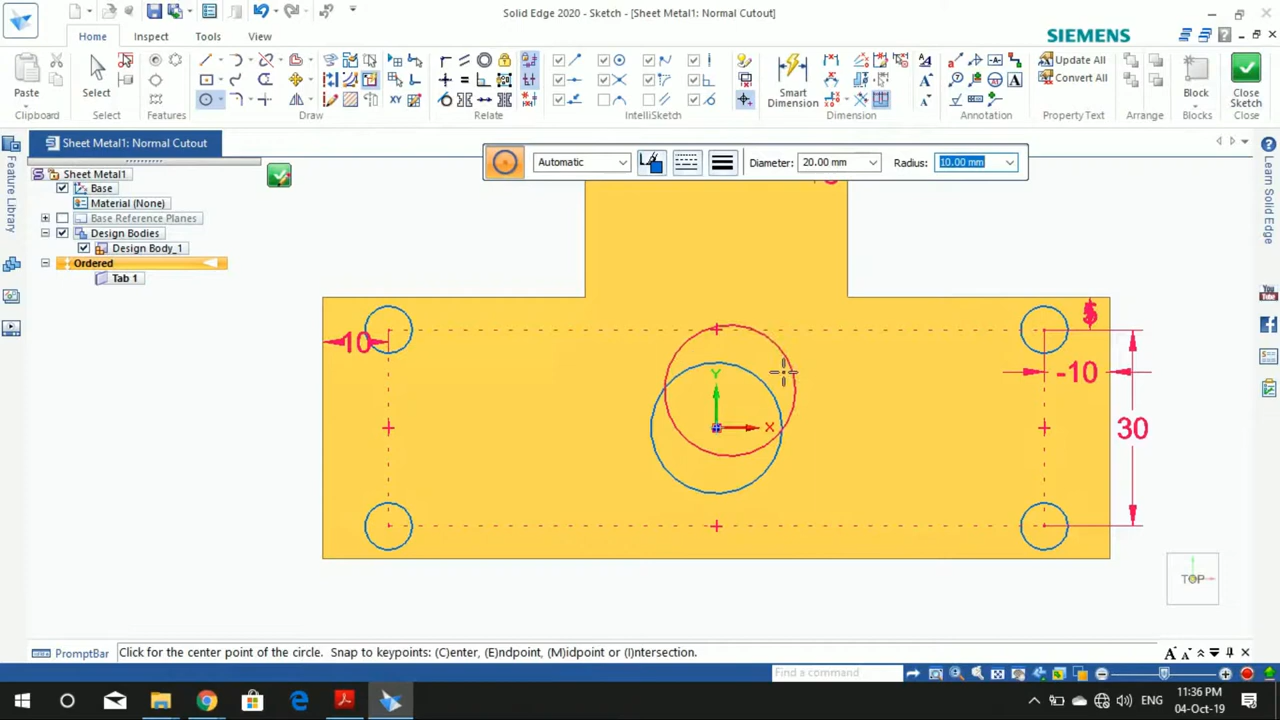 Solid Edge 2020 - Sketch - [Sheet Metal1: Normal Cutout]
Home
Inspect
Tools
View
SIEMENS
Paste
Select
Smart
Dimension
Update All
Convert All
Block
Close
Sketch
Clipboard
Select
Features
Draw
Relate
IntelliSketch
Dimension
Annotation
Property Text
Arrange
Blocks
Close
Sheet Metal1: Normal Cutout
Automatic
Diameter:
20.00 mm
Radius:
10.00 mm
Feature Library
Learn Solid Edge
You
Tube
Sheet Metal1
Base
Material (None)
Base Reference Planes
Design Bodies
Design Body_1
Ordered
Tab 1
10
-10
30
Y
X
TOP
PromptBar
Click for the center point of the circle. Snap to keypoints: (C)enter, (E)ndpoint, (M)idpoint or (I)ntersection.
Find a command
ENG
11:36 PM
04-Oct-19